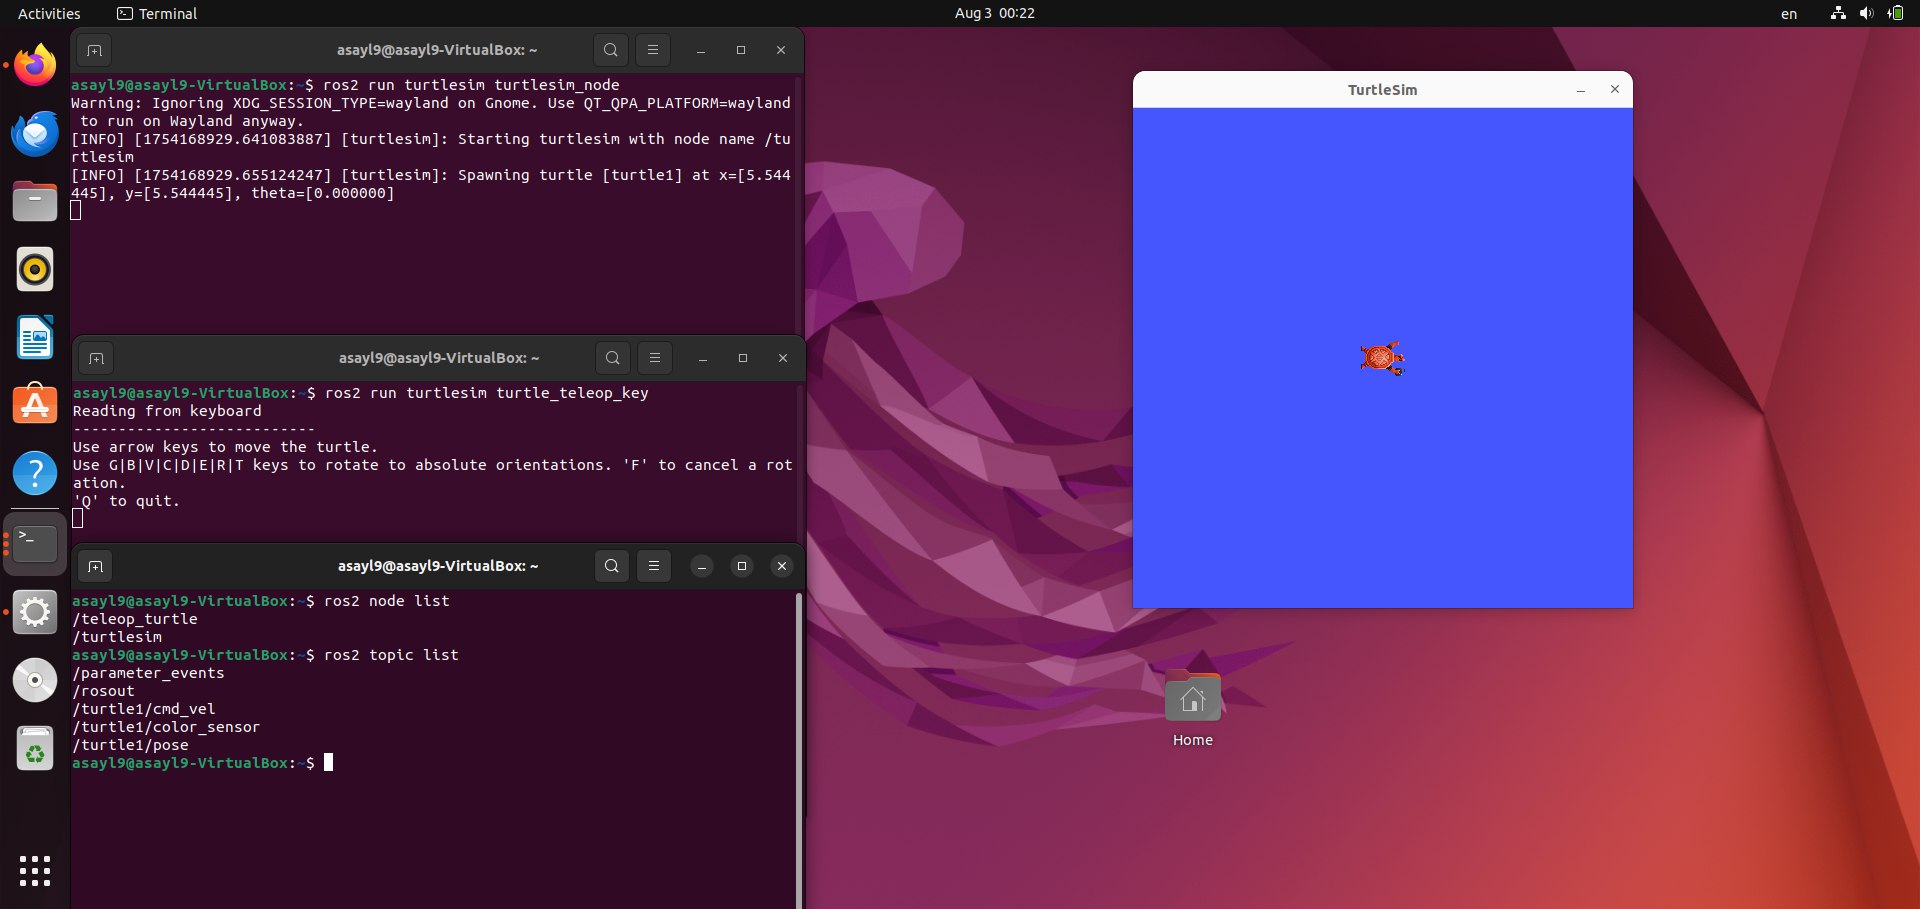 Activities
Terminal
Aug 3 00:22
en
asayl9@asayl9-VirtualBox: ~
asayl9@asayl9-VirtualBox:~$ ros2 run turtlesim turtlesim_node
Warning: Ignoring XDG_SESSION_TYPE=wayland on Gnome. Use QT_QPA_PLATFORM=wayland
to run on Wayland anyway.
[INFO] [1754168929.641083887] [turtlesim]: Starting turtlesim with node name /tu
rtlesim
[INFO] [1754168929.655124247] [turtlesim]: Spawning turtle [turtle1] at x=[5.544
445], y=[5.544445], theta=[0.000000]
asayl9@asayl9-VirtualBox: ~
asayl9@asayl9-VirtualBox:~$ ros2 run turtlesim turtle_teleop_key
Reading from keyboard
---------------------------
Use arrow keys to move the turtle.
Use G|B|V|C|D|E|R|T keys to rotate to absolute orientations. 'F' to cancel a rot
ation.
'Q' to quit.
asayl9@asayl9-VirtualBox: ~
asayl9@asayl9-VirtualBox:~$ ros2 node list
/teleop_turtle
/turtlesim
asayl9@asayl9-VirtualBox:~$ ros2 topic list
/parameter_events
/rosout
/turtle1/cmd_vel
/turtle1/color_sensor
/turtle1/pose
asayl9@asayl9-VirtualBox:~$
TurtleSim
Home